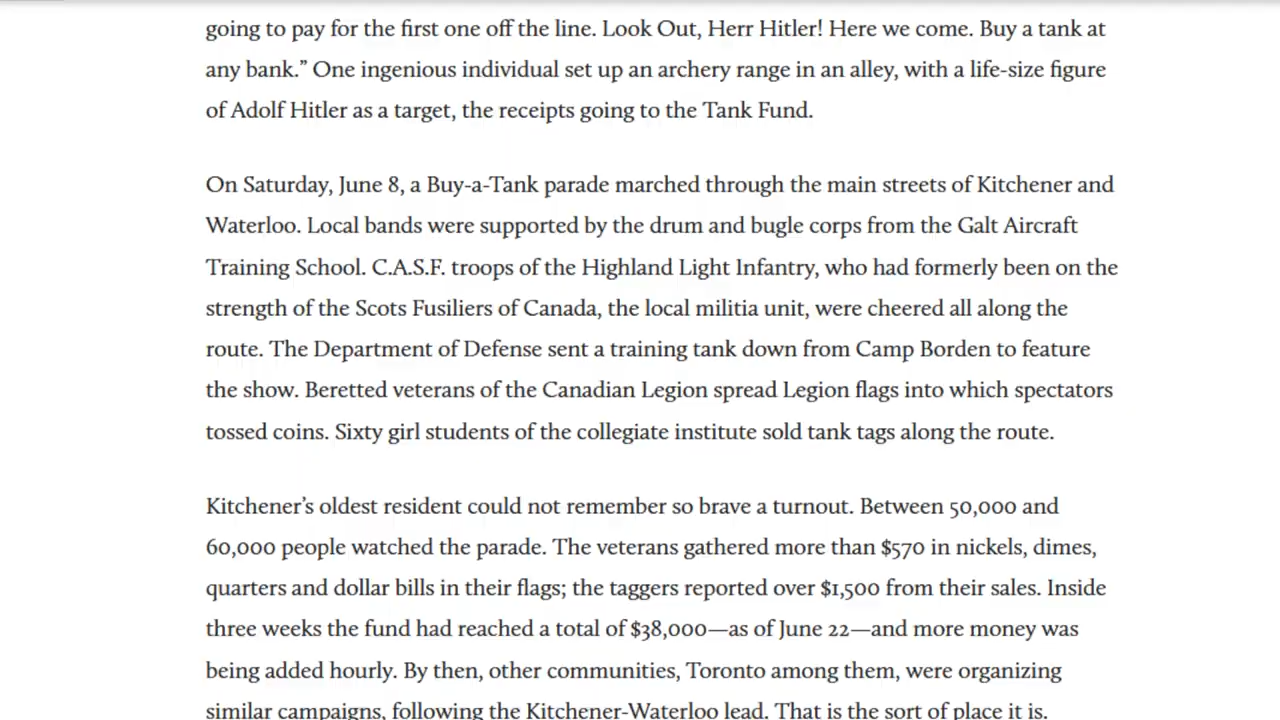 going to pay for the first one off the line. Look Out, Herr Hitler! Here we come. Buy a tank at
any bank.” One ingenious individual set up an archery range in an alley, with a life-size figure
of Adolf Hitler as a target, the receipts going to the Tank Fund.
On Saturday, June 8, a Buy-a-Tank parade marched through the main streets of Kitchener and
Waterloo. Local bands were supported by the drum and bugle corps from the Galt Aircraft
Training School. C.A.S.F. troops of the Highland Light Infantry, who had formerly been on the
strength of the Scots Fusiliers of Canada, the local militia unit, were cheered all along the
route. The Department of Defense sent a training tank down from Camp Borden to feature
the show. Beretted veterans of the Canadian Legion spread Legion flags into which spectators
tossed coins. Sixty girl students of the collegiate institute sold tank tags along the route.
Kitchener’s oldest resident could not remember so brave a turnout. Between 50,000 and
60,000 people watched the parade. The veterans gathered more than $570 in nickels, dimes,
quarters and dollar bills in their flags; the taggers reported over $1,500 from their sales. Inside
three weeks the fund had reached a total of $38,000—as of June 22—and more money was
being added hourly. By then, other communities, Toronto among them, were organizing
similar campaigns, following the Kitchener-Waterloo lead. That is the sort of place it is.